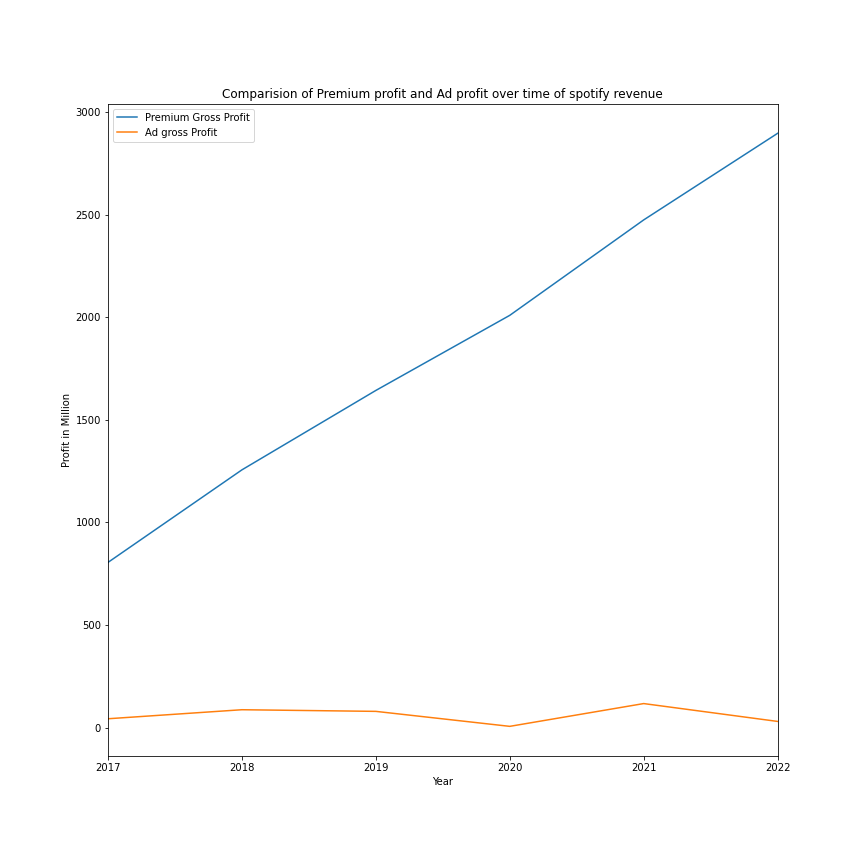 Comparision of Premium profit and Ad profit over time of spotify revenue
Premium Gross Profit
Ad gross Profit
3000
2500
2000
1500
1000
500
0
Profit in Million
2017 2018 2019 2020 2021 2022
Year